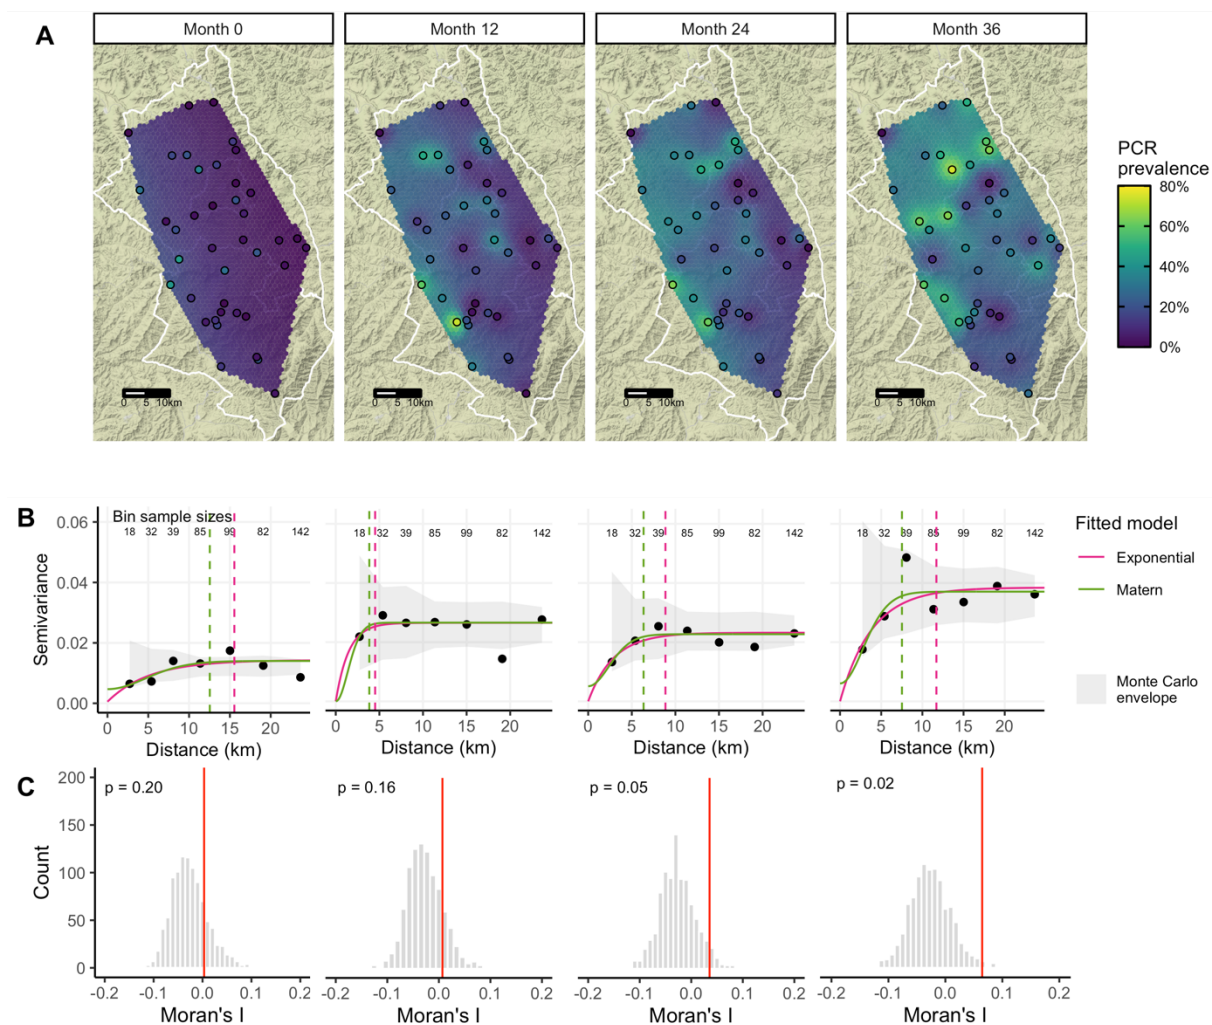 A
Month 0 Month 12 Month 24 Month 36
PCR
prevalence
80%
60%
40%
20%
0%
0 5 10km 0 5 10km 0 5 10km 0 5 10km
B
Bin sample sizes
18 32 39 85 99 82 142 18 32 39 85 99 82 142 18 32 39 85 99 82 142 18 32 39 85 99 82 142
0.06
0.04
0.02
0.00
Semivariance
0 5 10 15 20 0 5 10 15 20 0 5 10 15 20 0 5 10 15 20
Distance (km) Distance (km) Distance (km) Distance (km)
Fitted model
Exponential
Matern
Monte Carlo
envelope
C
p = 0.20 p = 0.16 p = 0.05 p = 0.02
200
150
100
50
0
Count
-0.2 -0.1 0.0 0.1 0.2 -0.2 -0.1 0.0 0.1 0.2 -0.2 -0.1 0.0 0.1 0.2 -0.2 -0.1 0.0 0.1 0.2
Moran's I Moran's I Moran's I Moran's I